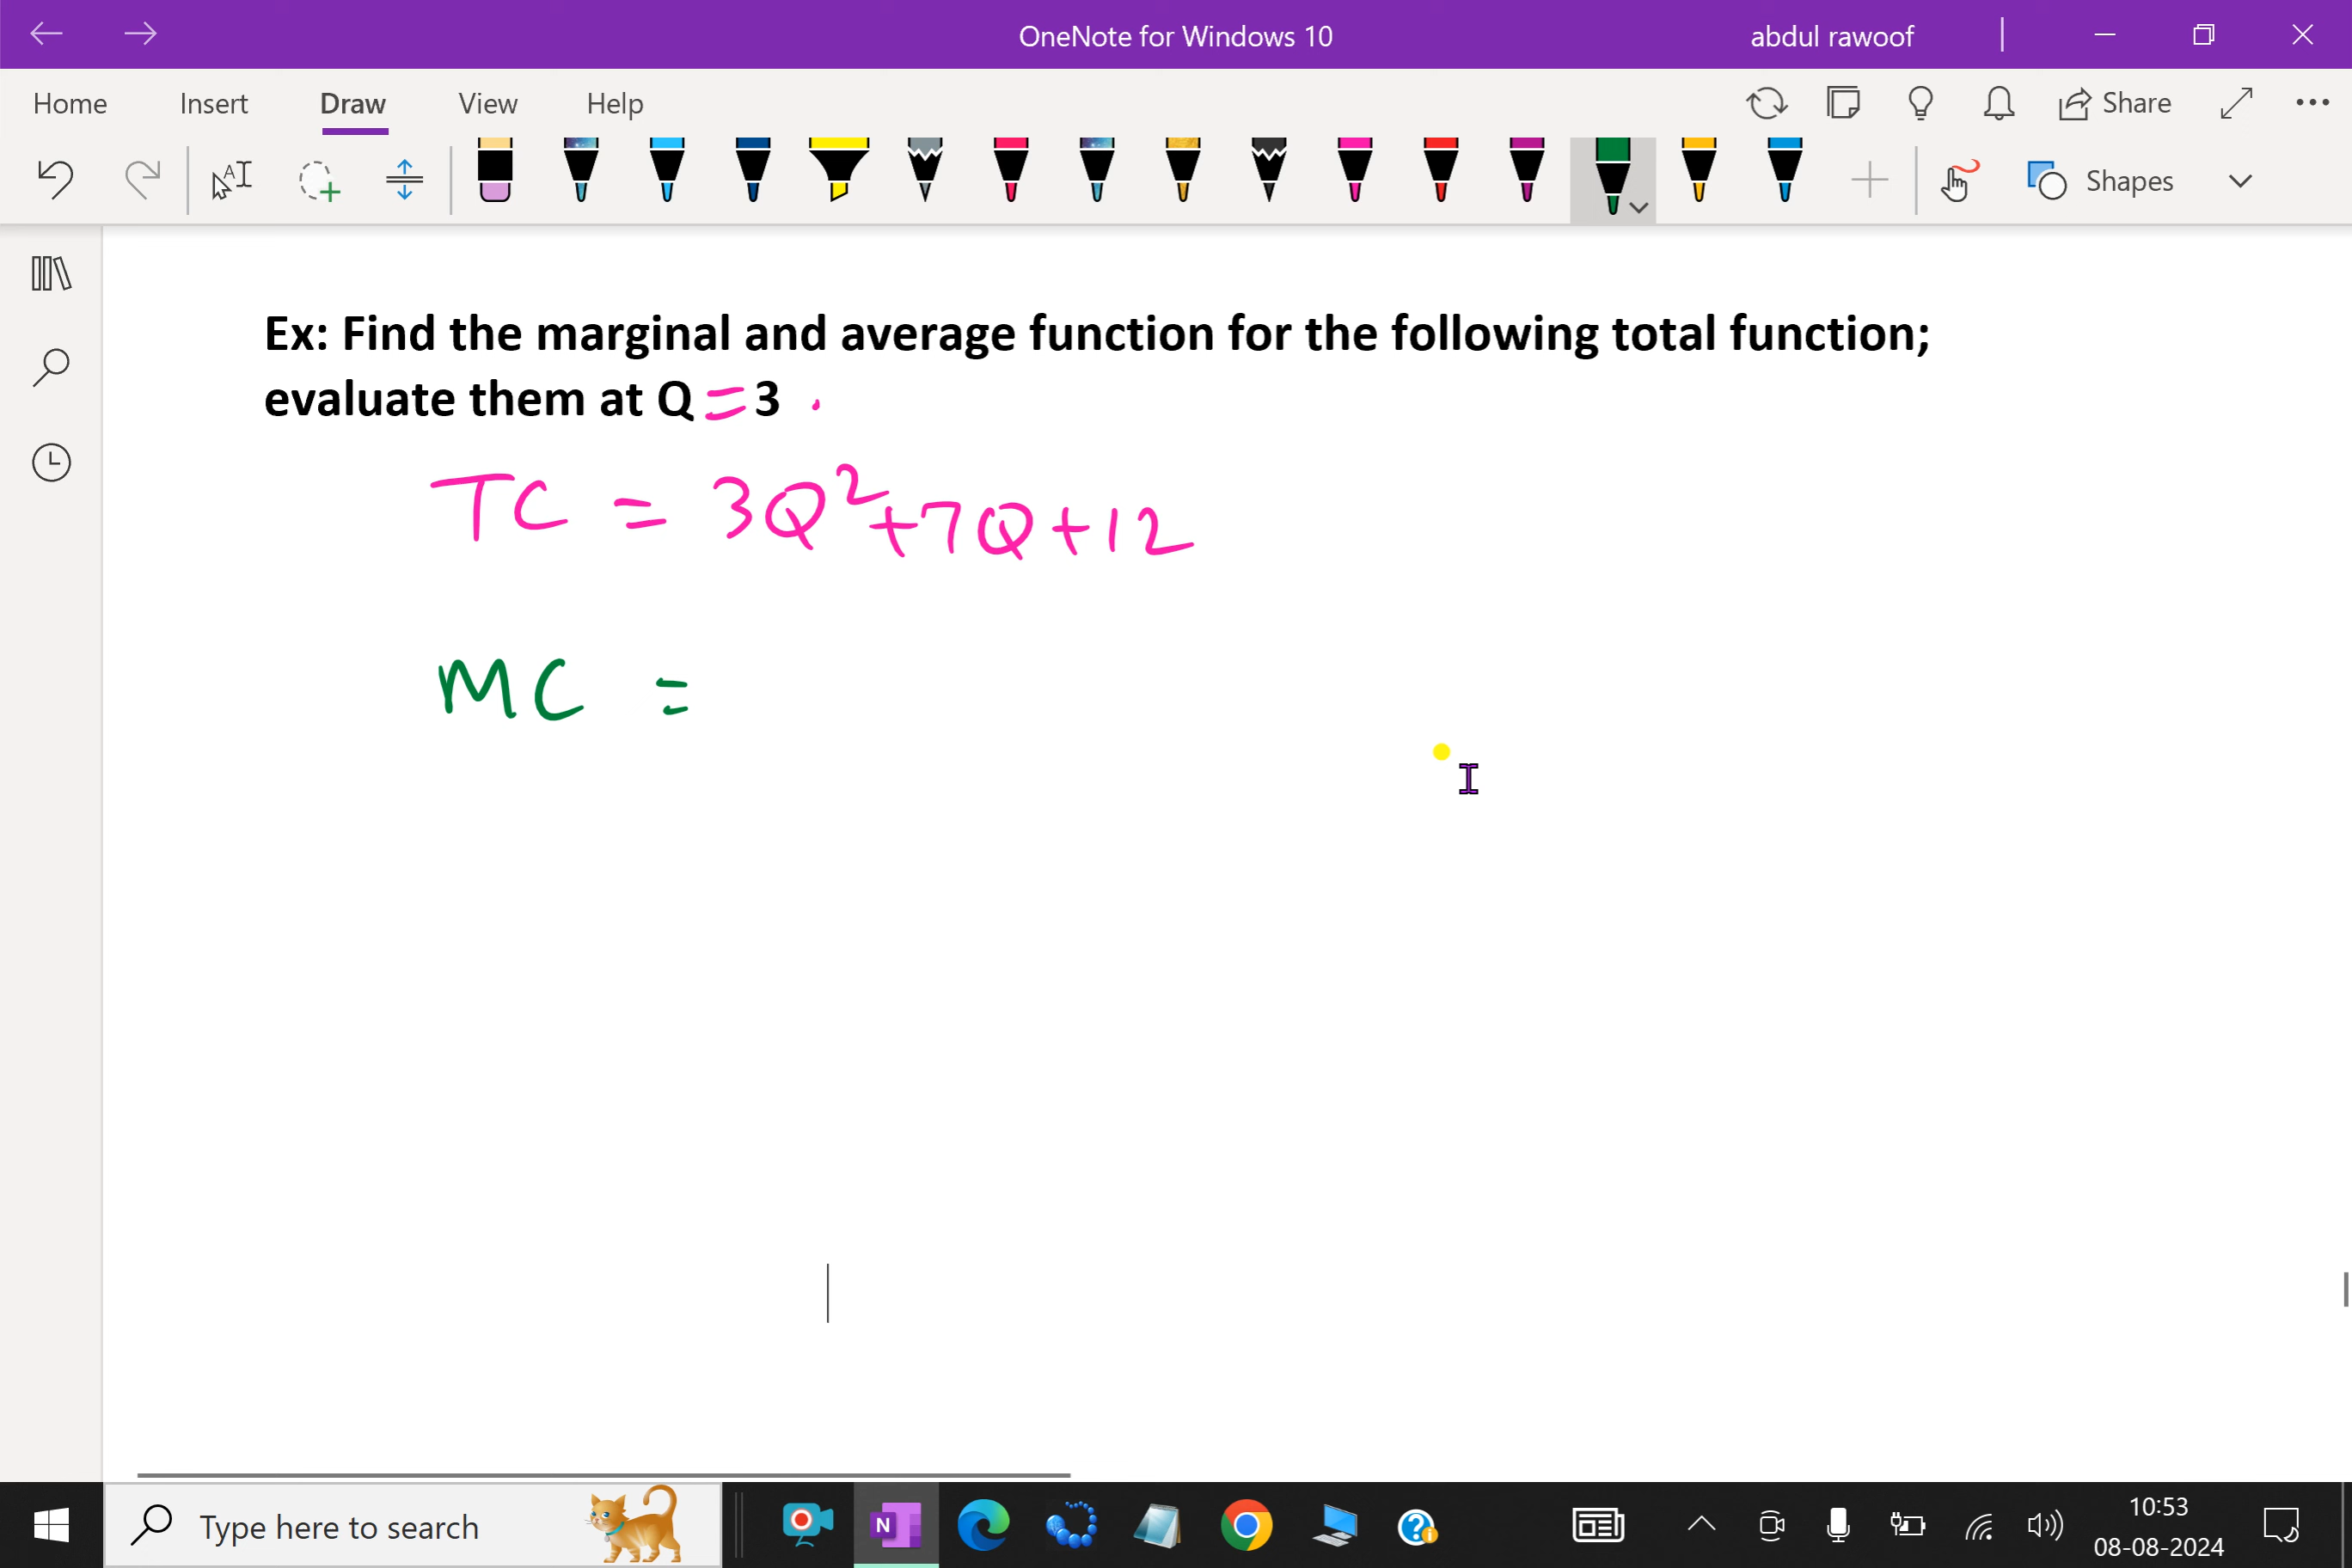 OneNote for Windows 10 abdul rawoof
Home Insert Draw View Help Share
Shapes
Ex: Find the marginal and average function for the following total function;
evaluate them at Q = 3 .
TC = 3Q²+7Q+12
MC =
Type here to search
10:53
08-08-2024